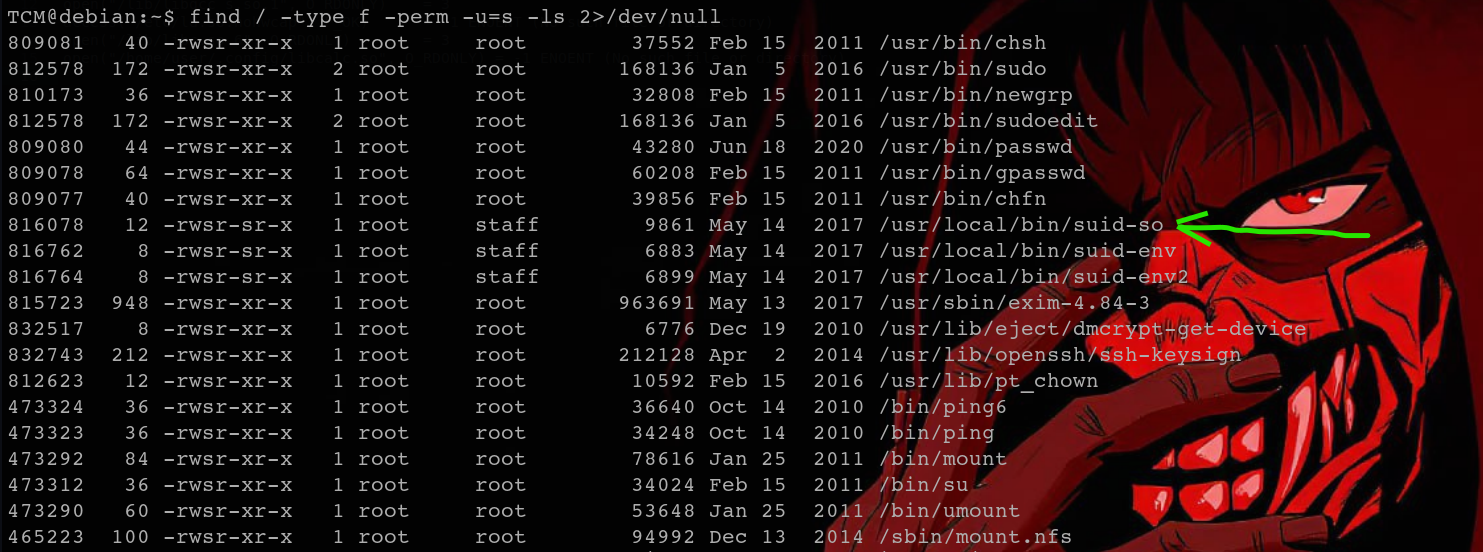 TCM@debian:~$ find / -type f -perm -u=s -ls 2>/dev/null
809081 40 -rwsr-xr-x 1 root root 37552 Feb 15 2011 /usr/bin/chsh
812578 172 -rwsr-xr-x 2 root root 168136 Jan 5 2016 /usr/bin/sudo
810173 36 -rwsr-xr-x 1 root root 32808 Feb 15 2011 /usr/bin/newgrp
812578 172 -rwsr-xr-x 2 root root 168136 Jan 5 2016 /usr/bin/sudoedit
809080 44 -rwsr-xr-x 1 root root 43280 Jun 18 2020 /usr/bin/passwd
809078 64 -rwsr-xr-x 1 root root 60208 Feb 15 2011 /usr/bin/gpasswd
809077 40 -rwsr-xr-x 1 root root 39856 Feb 15 2011 /usr/bin/chfn
816078 12 -rwsr-sr-x 1 root staff 9861 May 14 2017 /usr/local/bin/suid-so
816762 8 -rwsr-sr-x 1 root staff 6883 May 14 2017 /usr/local/bin/suid-env
816764 8 -rwsr-sr-x 1 root staff 6899 May 14 2017 /usr/local/bin/suid-env2
815723 948 -rwsr-xr-x 1 root root 963691 May 13 2017 /usr/sbin/exim-4.84-3
832517 8 -rwsr-xr-x 1 root root 6776 Dec 19 2010 /usr/lib/eject/dmcrypt-get-device
832743 212 -rwsr-xr-x 1 root root 212128 Apr 2 2014 /usr/lib/openssh/ssh-keysign
812623 12 -rwsr-xr-x 1 root root 10592 Feb 15 2016 /usr/lib/pt_chown
473324 36 -rwsr-xr-x 1 root root 36640 Oct 14 2010 /bin/ping6
473323 36 -rwsr-xr-x 1 root root 34248 Oct 14 2010 /bin/ping
473292 84 -rwsr-xr-x 1 root root 78616 Jan 25 2011 /bin/mount
473312 36 -rwsr-xr-x 1 root root 34024 Feb 15 2011 /bin/su
473290 60 -rwsr-xr-x 1 root root 53648 Jan 25 2011 /bin/umount
465223 100 -rwsr-xr-x 1 root root 94992 Dec 13 2014 /sbin/mount.nfs